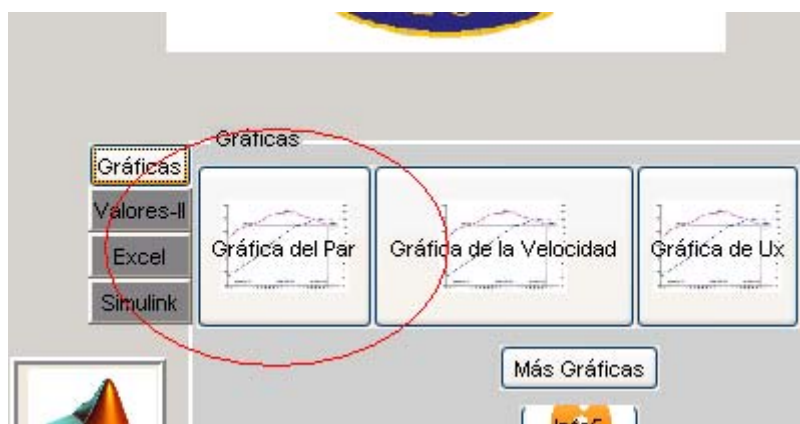 Gráficas
Gráficas
Valores-II
Excel
Simulink
Gráfica del Par
Gráfica de la Velocidad
Gráfica de Ux
Más Gráficas